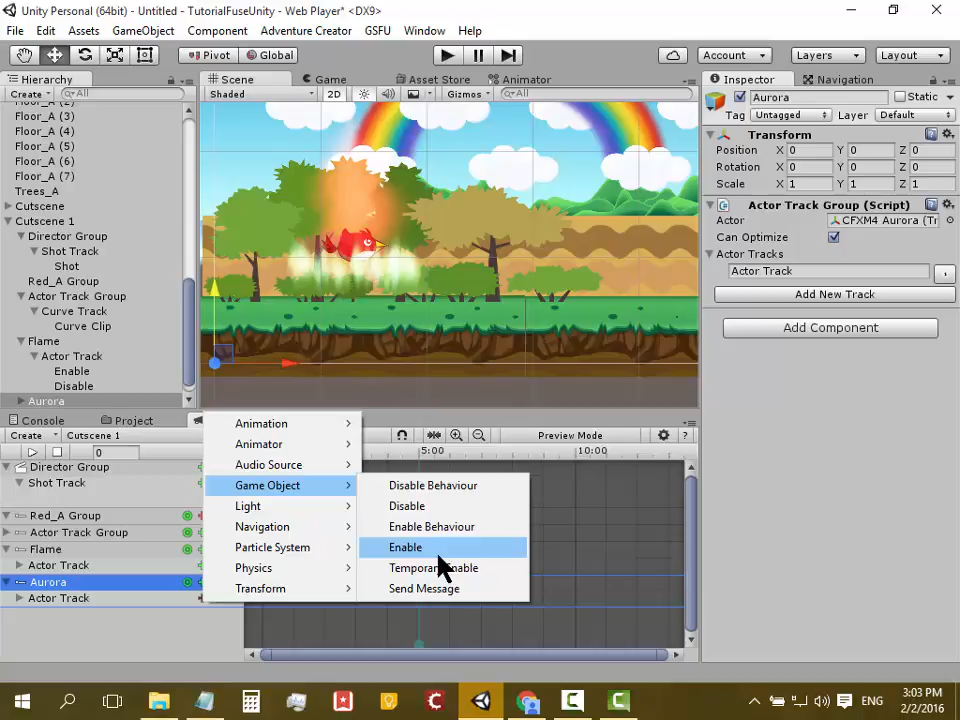 Unity Personal (64bit) - Untitled - TutorialFuseUnity - Web Player* <DX9>
File Edit Assets GameObject Component Adventure Creator GSFU Window Help
Pivot Global Account Layers Layout
Hierarchy Scene Game Asset Store Animator Inspector Navigation
Create All Shaded 2D Gizmos All Aurora Static
Tag Untagged Layer Default
Floor_A (3)
Floor_A (4)
Floor_A (5)
Floor_A (6)
Floor_A (7)
Trees_A
Cutscene
Cutscene 1
Director Group
Shot Track
Shot
Red_A Group
Actor Track Group
Curve Track
Curve Clip
Flame
Actor Track
Enable
Disable
Aurora
Transform
Position X 0 Y 0 Z 0
Rotation X 0 Y 0 Z 0
Scale X 1 Y 1 Z 1
Actor Track Group (Script)
Actor CFXM4 Aurora (Tr
Can Optimize
Actor Tracks
Actor Track
Add New Track
Add Component
Console Project
Create Cutscene 1 Preview Mode ?
0 5:00 10:00
Director Group
Shot Track
Red_A Group
Actor Track Group
Flame
Actor Track
Aurora
Actor Track
Animation
Animator
Audio Source
Game Object
Light
Navigation
Particle System
Physics
Transform
Disable Behaviour
Disable
Enable Behaviour
Enable
Send Message
ENG
3:03 PM
2/2/2016